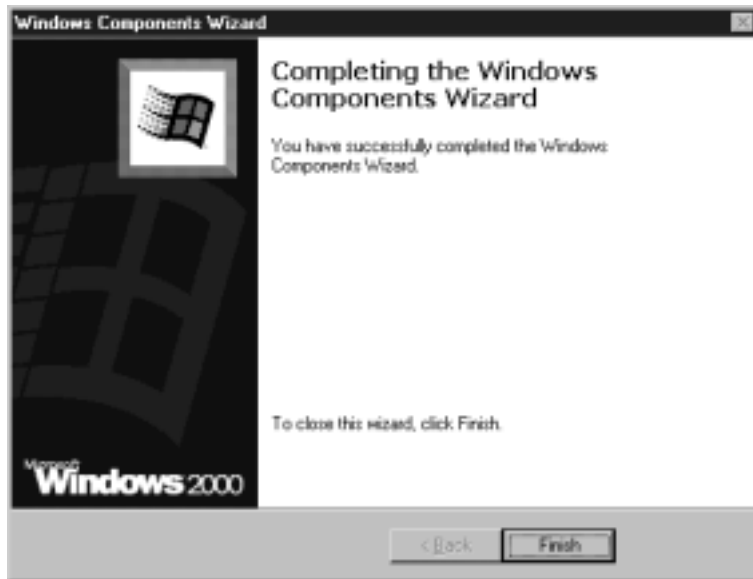 Windows Components Wizard
Completing the Windows
Components Wizard
You have successfully completed the Windows
Components Wizard.
To close this wizard, click Finish.
Microsoft
Windows 2000
< Back
Finish